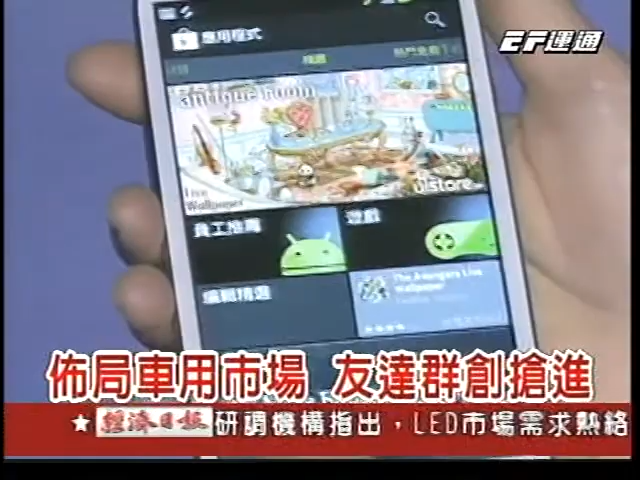 應用程式
EF運通
精選
antique room
Live
Wallpaper
ulstore
員工推薦
遊戲
編輯精選
The Avengers Live
Wallpaper
佈局車用市場 友達群創搶進
★經濟日報 研調機構指出，LED市場需求熱絡